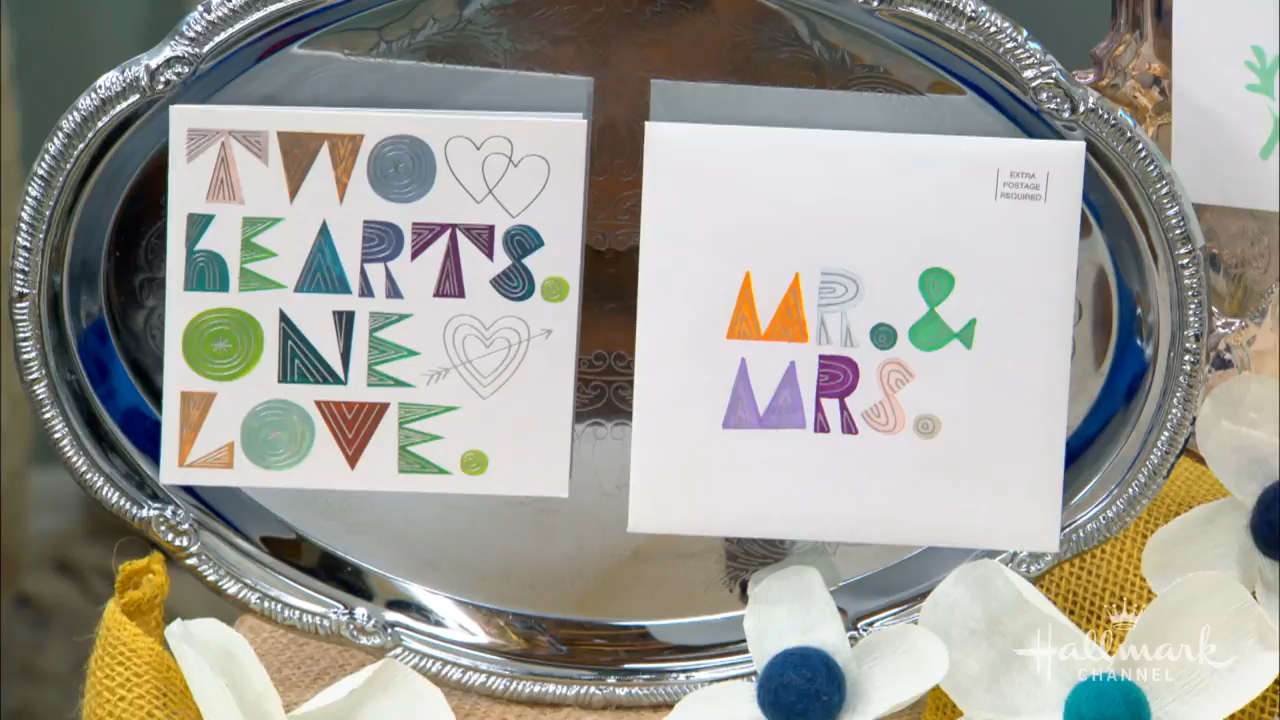 TWO
hEARTS.
ONE
LOVE.
EXTRA
POSTAGE
REQUIRED
MR. &
MRS.
Hallmark
CHANNEL